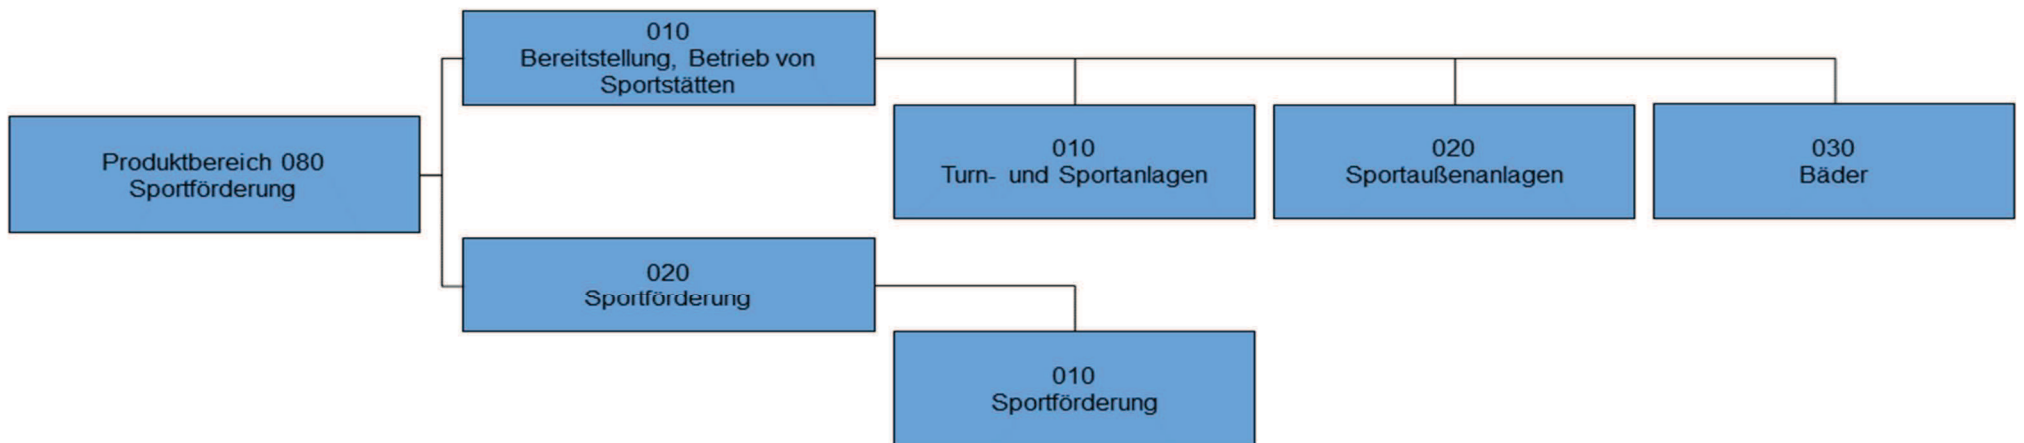 010
Bereitstellung, Betrieb von
Sportstätten
Produktbereich 080
Sportförderung
010
Turn- und Sportanlagen
020
Sportaußenanlagen
030
Bäder
020
Sportförderung
010
Sportförderung